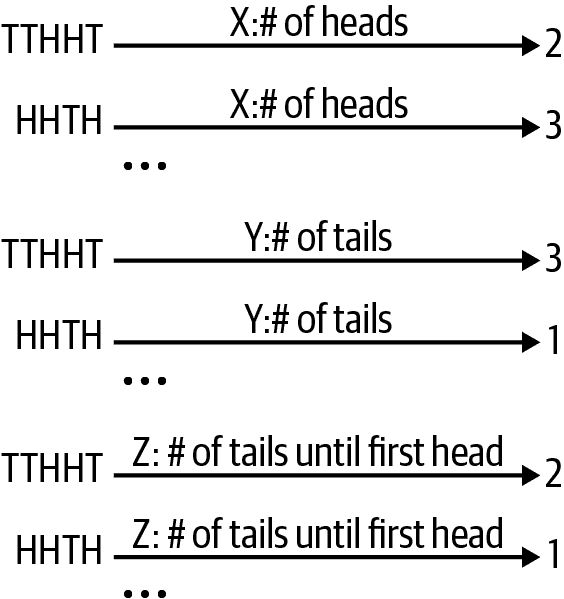 TTHHT X:# of heads 2
HHTH X:# of heads 3
...
TTHHT Y:# of tails 3
HHTH Y:# of tails 1
...
TTHHT Z: # of tails until first head 2
HHTH Z: # of tails until first head 1
...